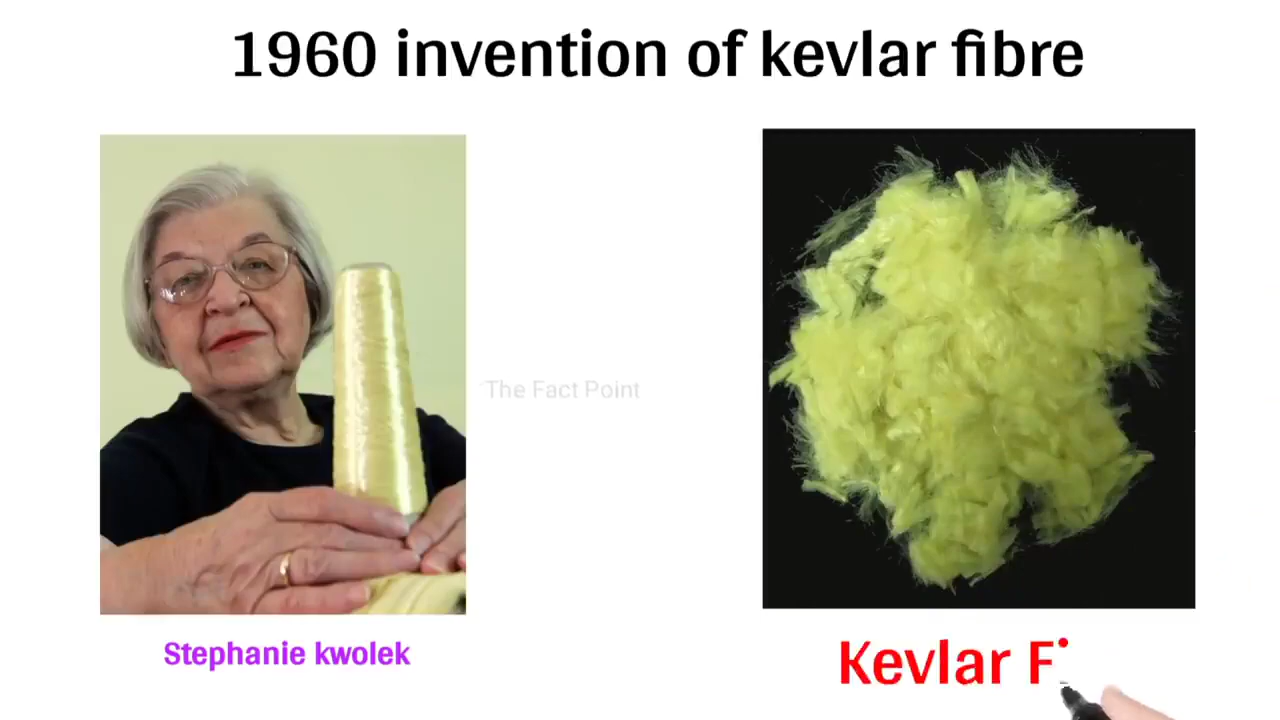 1960 invention of kevlar fibre
The Fact Point
Stephanie kwolek
Kevlar F